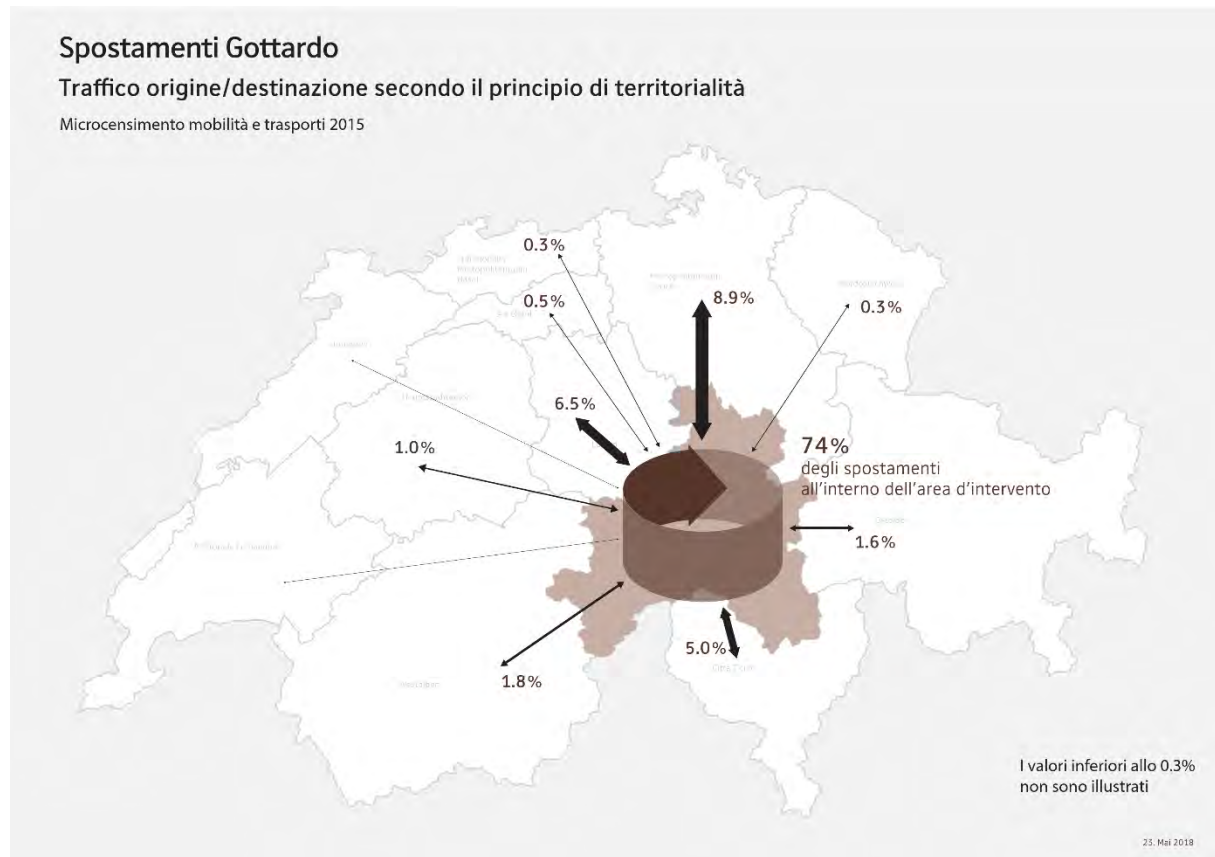 Spostamenti Gottardo
Traffico origine/destinazione secondo il principio di territorialità
Microcensimento mobilità e trasporti 2015
0.3%
0.5%
8.9%
0.3%
6.5%
1.0%
74%
degli spostamenti
all'interno dell'area d'intervento
1.6%
5.0%
1.8%
I valori inferiori allo 0.3%
non sono illustrati
23. Mai 2018